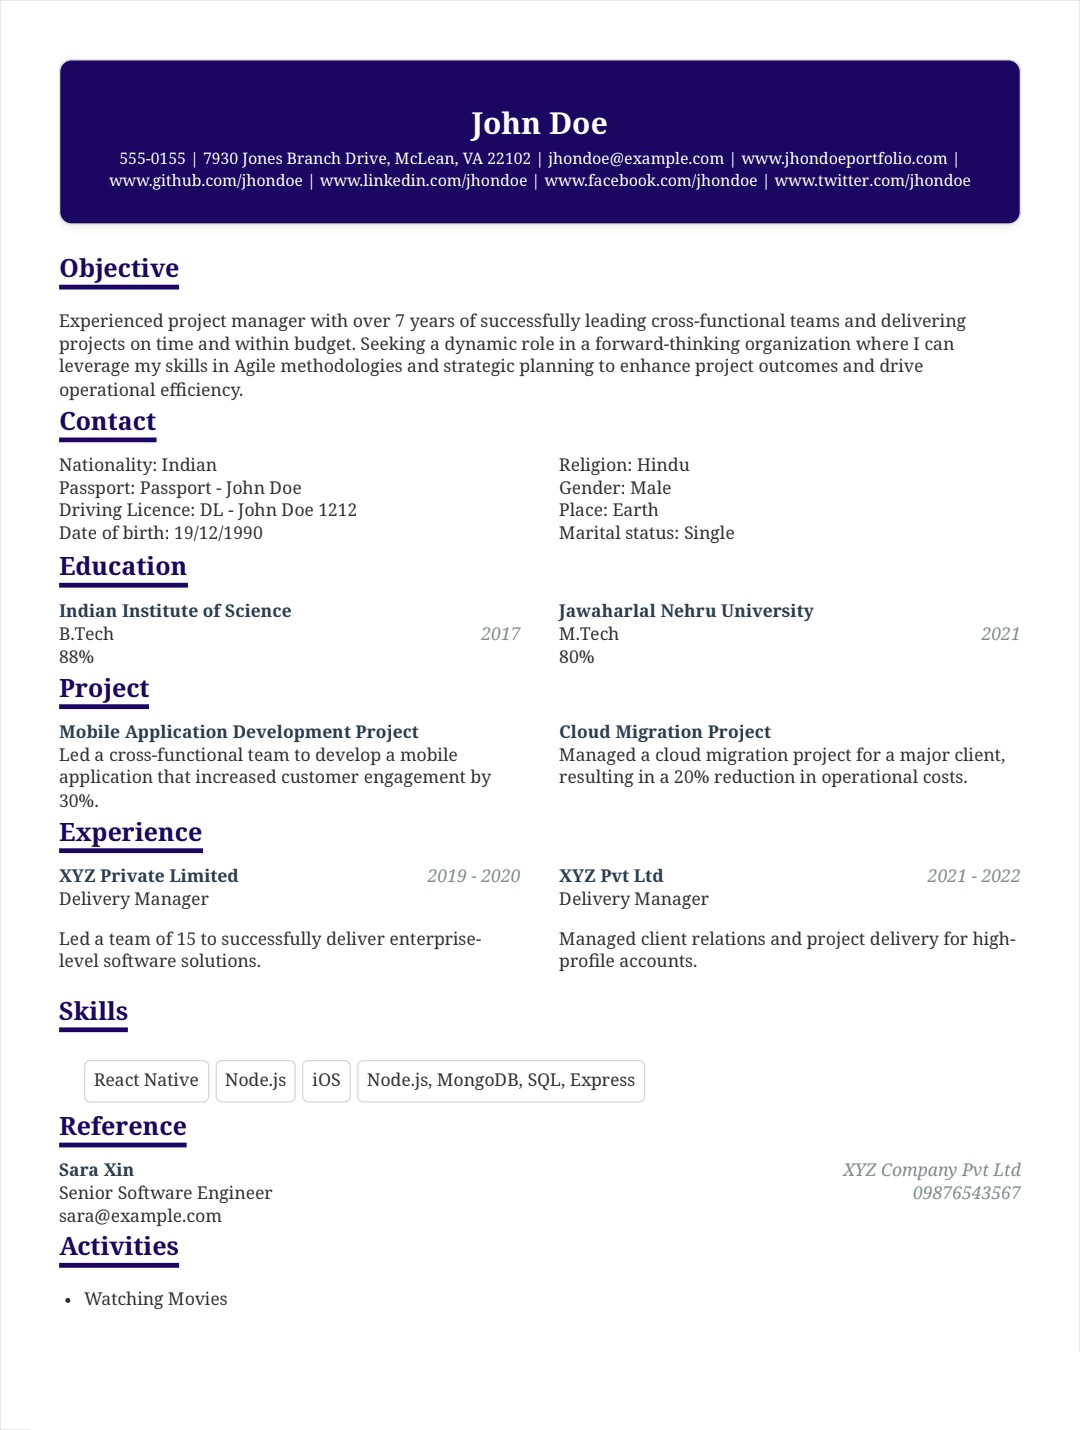 John Doe
555-0155 | 7930 Jones Branch Drive, McLean, VA 22102 | jhondoe@example.com | www.jhondoeportfolio.com |
www.github.com/jhondoe | www.linkedin.com/jhondoe | www.facebook.com/jhondoe | www.twitter.com/jhondoe
Objective
Experienced project manager with over 7 years of successfully leading cross-functional teams and delivering
projects on time and within budget. Seeking a dynamic role in a forward-thinking organization where I can
leverage my skills in Agile methodologies and strategic planning to enhance project outcomes and drive
operational efficiency.
Contact
Nationality: Indian
Passport: Passport - John Doe
Driving Licence: DL - John Doe 1212
Date of birth: 19/12/1990
Religion: Hindu
Gender: Male
Place: Earth
Marital status: Single
Education
Indian Institute of Science
B.Tech 2017
88%
Jawaharlal Nehru University
M.Tech 2021
80%
Project
Mobile Application Development Project
Led a cross-functional team to develop a mobile
application that increased customer engagement by
30%.
Cloud Migration Project
Managed a cloud migration project for a major client,
resulting in a 20% reduction in operational costs.
Experience
XYZ Private Limited 2019 - 2020
Delivery Manager
Led a team of 15 to successfully deliver enterprise-
level software solutions.
XYZ Pvt Ltd 2021 - 2022
Delivery Manager
Managed client relations and project delivery for high-
profile accounts.
Skills
React Native Node.js iOS Node.js, MongoDB, SQL, Express
Reference
Sara Xin XYZ Company Pvt Ltd
Senior Software Engineer 09876543567
sara@example.com
Activities
• Watching Movies